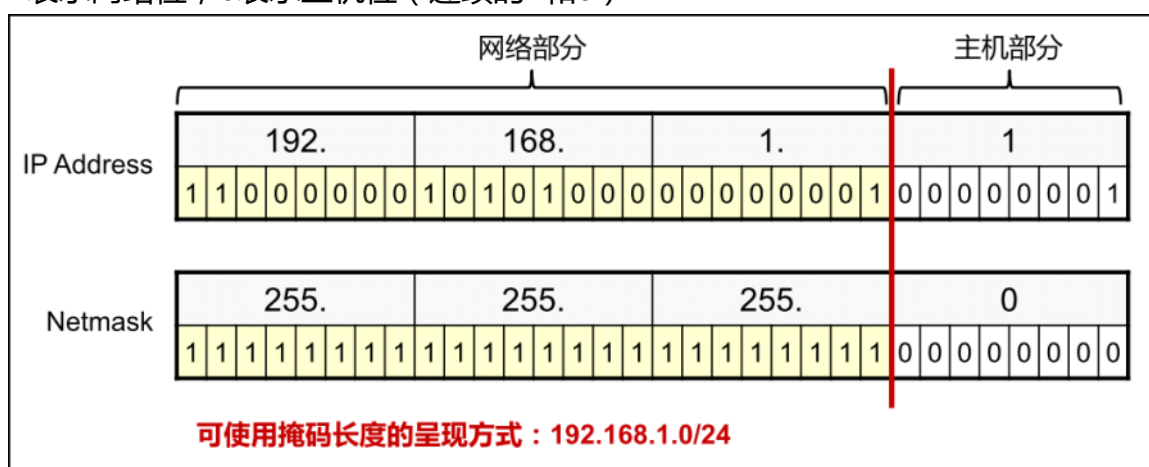 网络部分 主机部分
IP Address 192. 168. 1. 1
1 1 0 0 0 0 0 0 1 0 1 0 1 0 0 0 0 0 0 0 0 0 0 1 0 0 0 0 0 0 0 1
Netmask 255. 255. 255. 0
1 1 1 1 1 1 1 1 1 1 1 1 1 1 1 1 1 1 1 1 1 1 1 1 0 0 0 0 0 0 0 0
可使用掩码长度的呈现方式：192.168.1.0/24